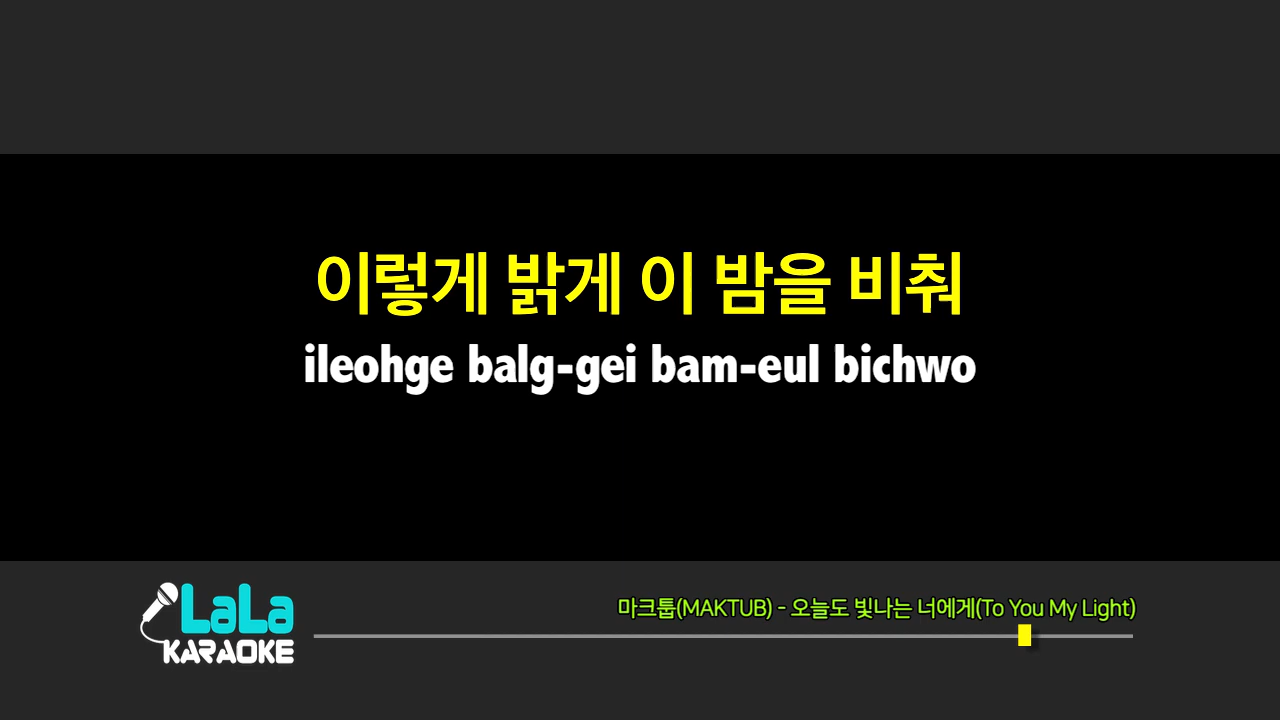 이렇게 밝게 이 밤을 비춰
ileohge balg-gei bam-eul bichwo
LaLa
KARAOKE
마크툽(MAKTUB) - 오늘도 빛나는 너에게(To You My Light)